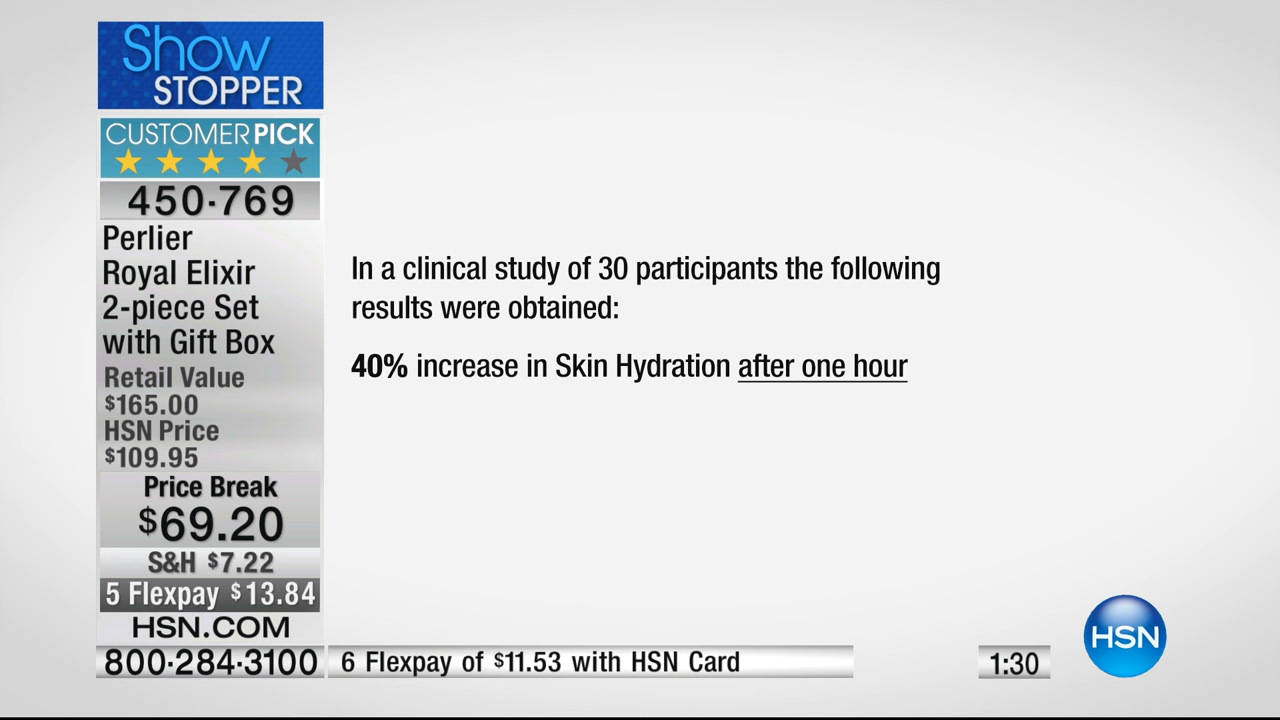 Show
STOPPER
CUSTOMERPICK
450·769
Perlier
Royal Elixir
2-piece Set
with Gift Box
Retail Value
$165.00
HSN Price
$109.95
Price Break
$69.20
S&H $7.22
5 Flexpay $13.84
HSN.COM
800·284·3100
In a clinical study of 30 participants the following
results were obtained:
40% increase in Skin Hydration after one hour
6 Flexpay of $11.53 with HSN Card
1:30
HSN